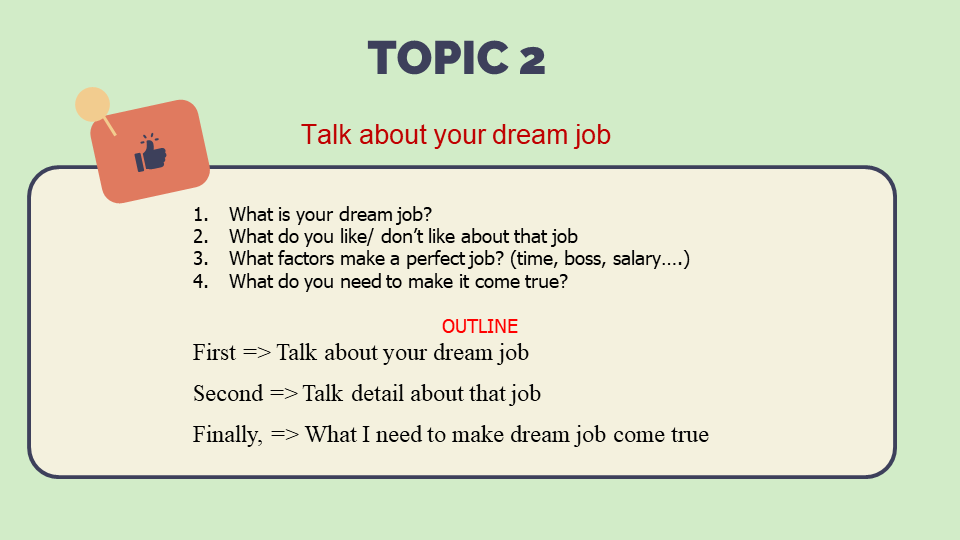 TOPIC 2
Talk about your dream job
1. What is your dream job?
2. What do you like/ don't like about that job
3. What factors make a perfect job? (time, boss, salary….)
4. What do you need to make it come true?
OUTLINE
First => Talk about your dream job
Second => Talk detail about that job
Finally, => What I need to make dream job come true